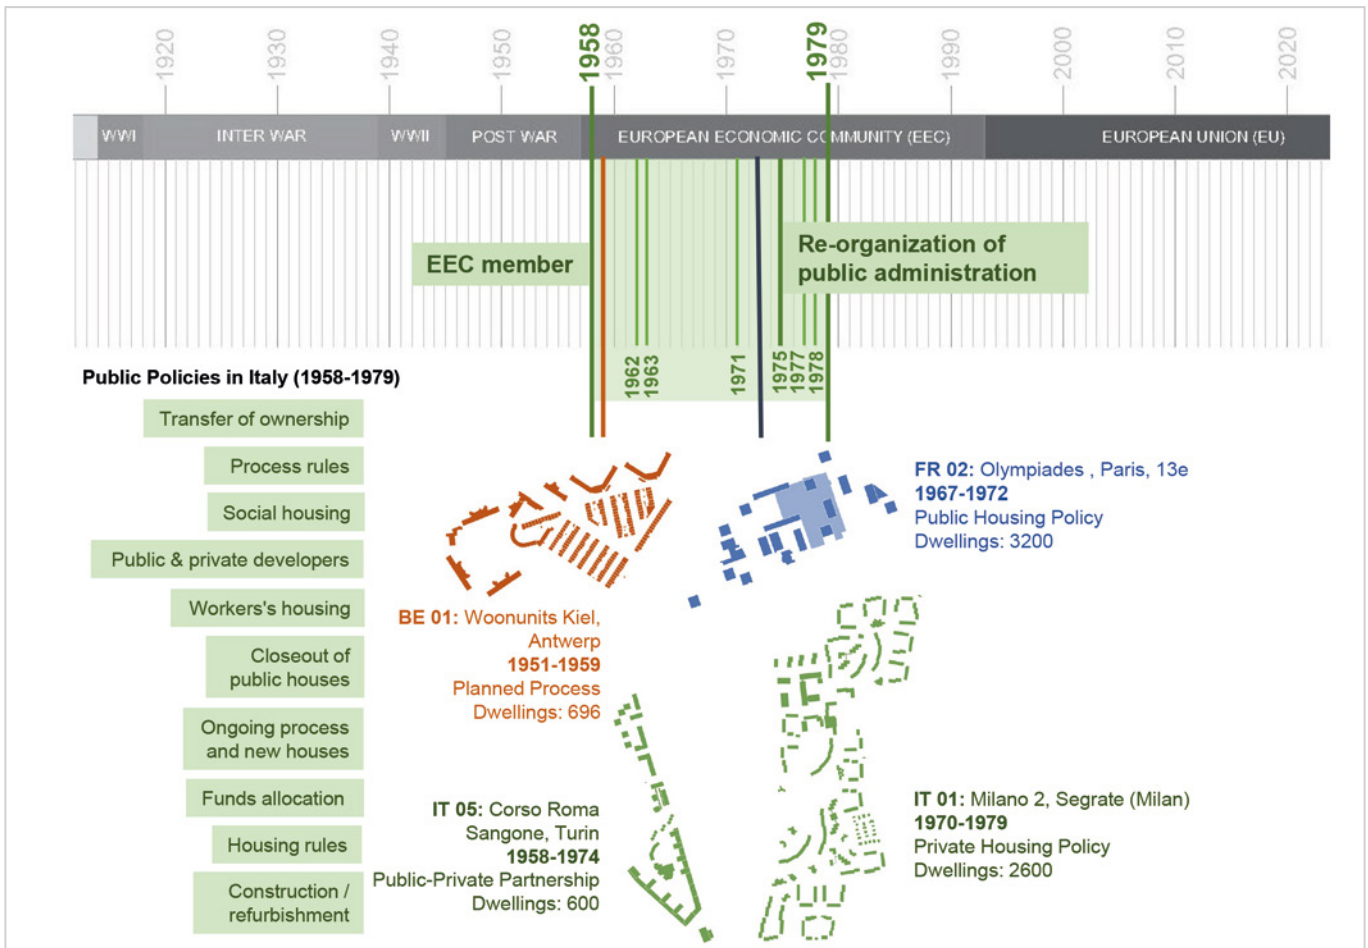 1920
1930
1940
1950
1958
1960
1970
1979
1980
1990
2000
2010
2020
WWI
INTER WAR
WWII
POST WAR
EUROPEAN ECONOMIC COMMUNITY (EEC)
EUROPEAN UNION (EU)
EEC member
Re-organization of
public administration
1962
1963
1971
1975
1977
1978
Public Policies in Italy (1958-1979)
Transfer of ownership
Process rules
Social housing
Public & private developers
Workers's housing
Closeout of
public houses
Ongoing process
and new houses
Funds allocation
Housing rules
Construction /
refurbishment
BE 01: Woonunits Kiel,
Antwerp
1951-1959
Planned Process
Dwellings: 696
FR 02: Olympiades , Paris, 13e
1967-1972
Public Housing Policy
Dwellings: 3200
IT 05: Corso Roma
Sangone, Turin
1958-1974
Public-Private Partnership
Dwellings: 600
IT 01: Milano 2, Segrate (Milan)
1970-1979
Private Housing Policy
Dwellings: 2600